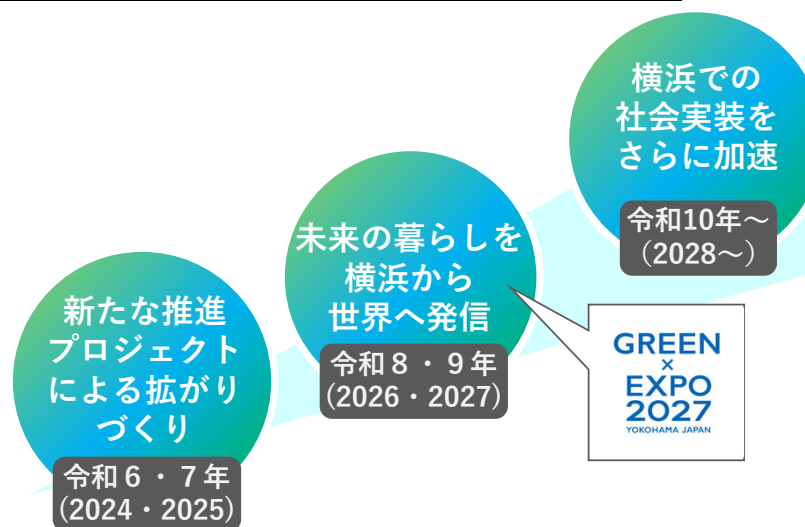 新たな推進
プロジェクト
による拡がり
づくり
令和６・７年
(2024・2025)
未来の暮らしを
横浜から
世界へ発信
令和８・９年
(2026・2027)
GREEN
×
EXPO
2027
YOKOHAMA JAPAN
横浜での
社会実装を
さらに加速
令和10年～
（2028～）